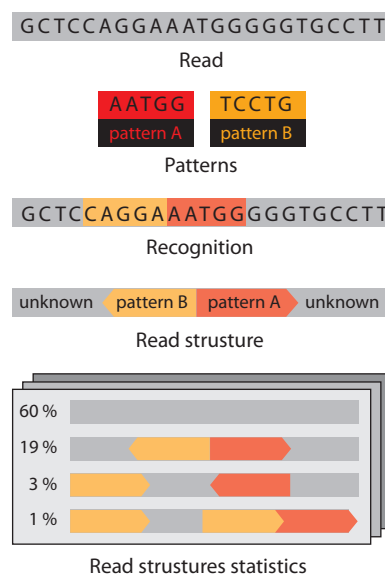 GCTCCAGGAAATGGGGGTGCCTT
Read
AATGG TCCTG
pattern A pattern B
Patterns
GCTCCAGGAAATGGGGGTGCCTT
Recognition
unknown pattern B pattern A unknown
Read strusture
60 %
19 %
3 %
1 %
Read strustures statistics